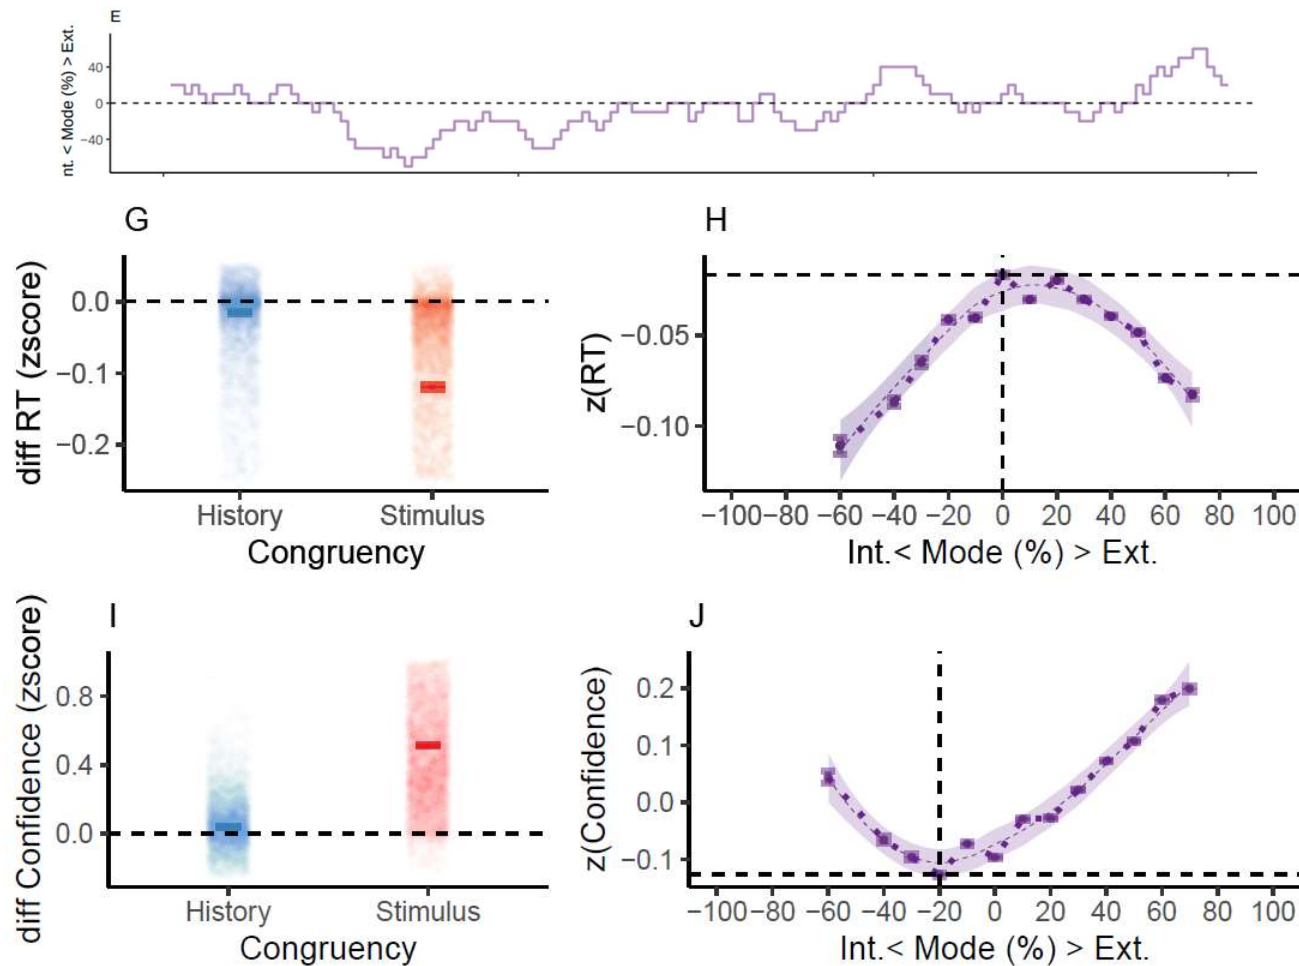 E
nt. < Mode (%) > Ext.
40
0
−40
G
diff RT (zscore)
0.0
−0.1
−0.2
History Stimulus
Congruency
H
z(RT)
−0.05
−0.10
−100−80 −60 −40 −20 0 20 40 60 80 100
Int.< Mode (%) > Ext.
I
diff Confidence (zscore)
0.8
0.4
0.0
History Stimulus
Congruency
J
z(Confidence)
0.2
0.1
0.0
−0.1
−100−80 −60 −40 −20 0 20 40 60 80 100
Int.< Mode (%) > Ext.